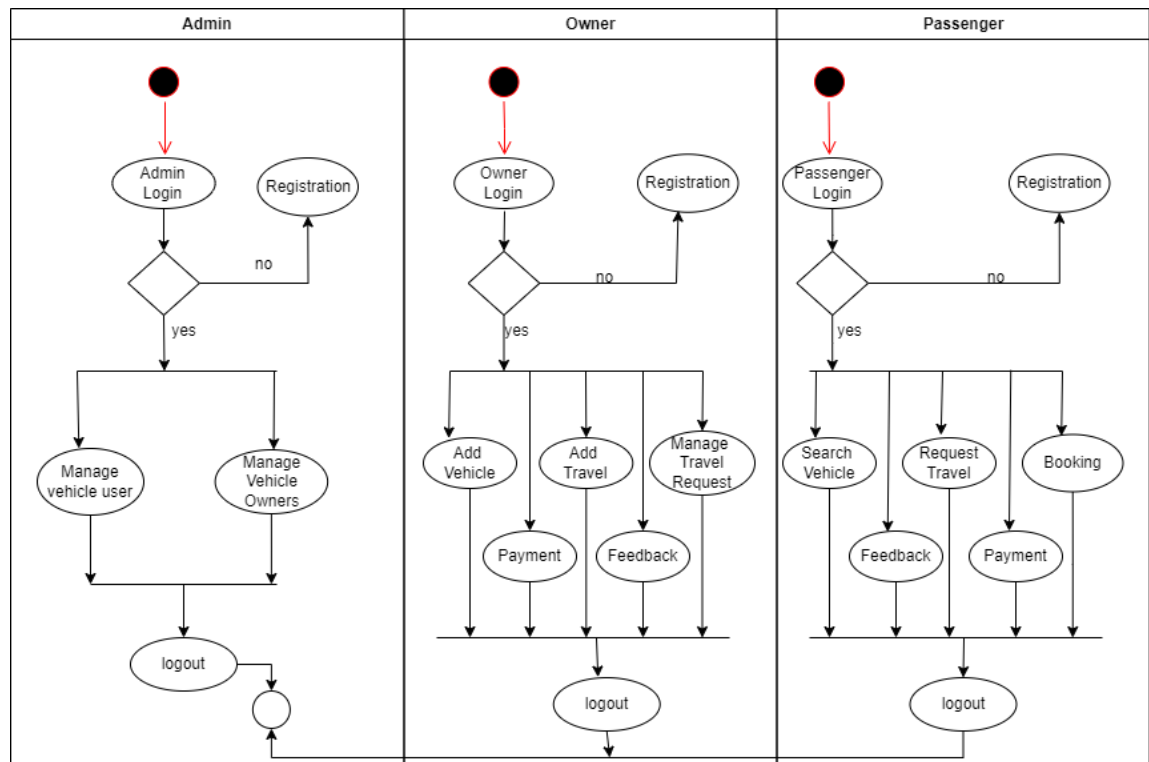 Admin
Owner
Passenger
Admin
Login
Registration
Owner
Login
Registration
Passenger
Login
Registration
no
no
no
yes
yes
yes
Manage
vehicle user
Manage
Vehicle
Owners
Add
Vehicle
Add
Travel
Manage
Travel
Request
Search
Vehicle
Request
Travel
Booking
Payment
Feedback
Feedback
Payment
logout
logout
logout